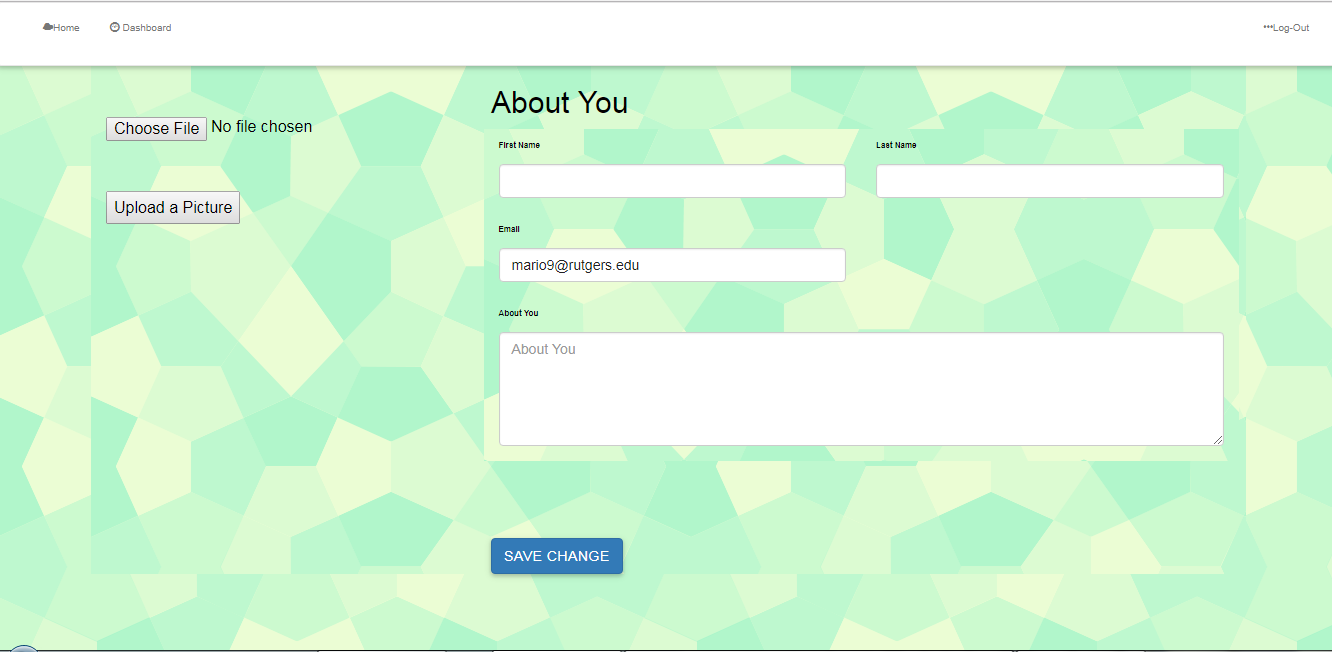 Home Dashboard •••Log-Out
Choose File No file chosen
Upload a Picture
About You
First Name Last Name
Email
mario9@rutgers.edu
About You
About You
SAVE CHANGE